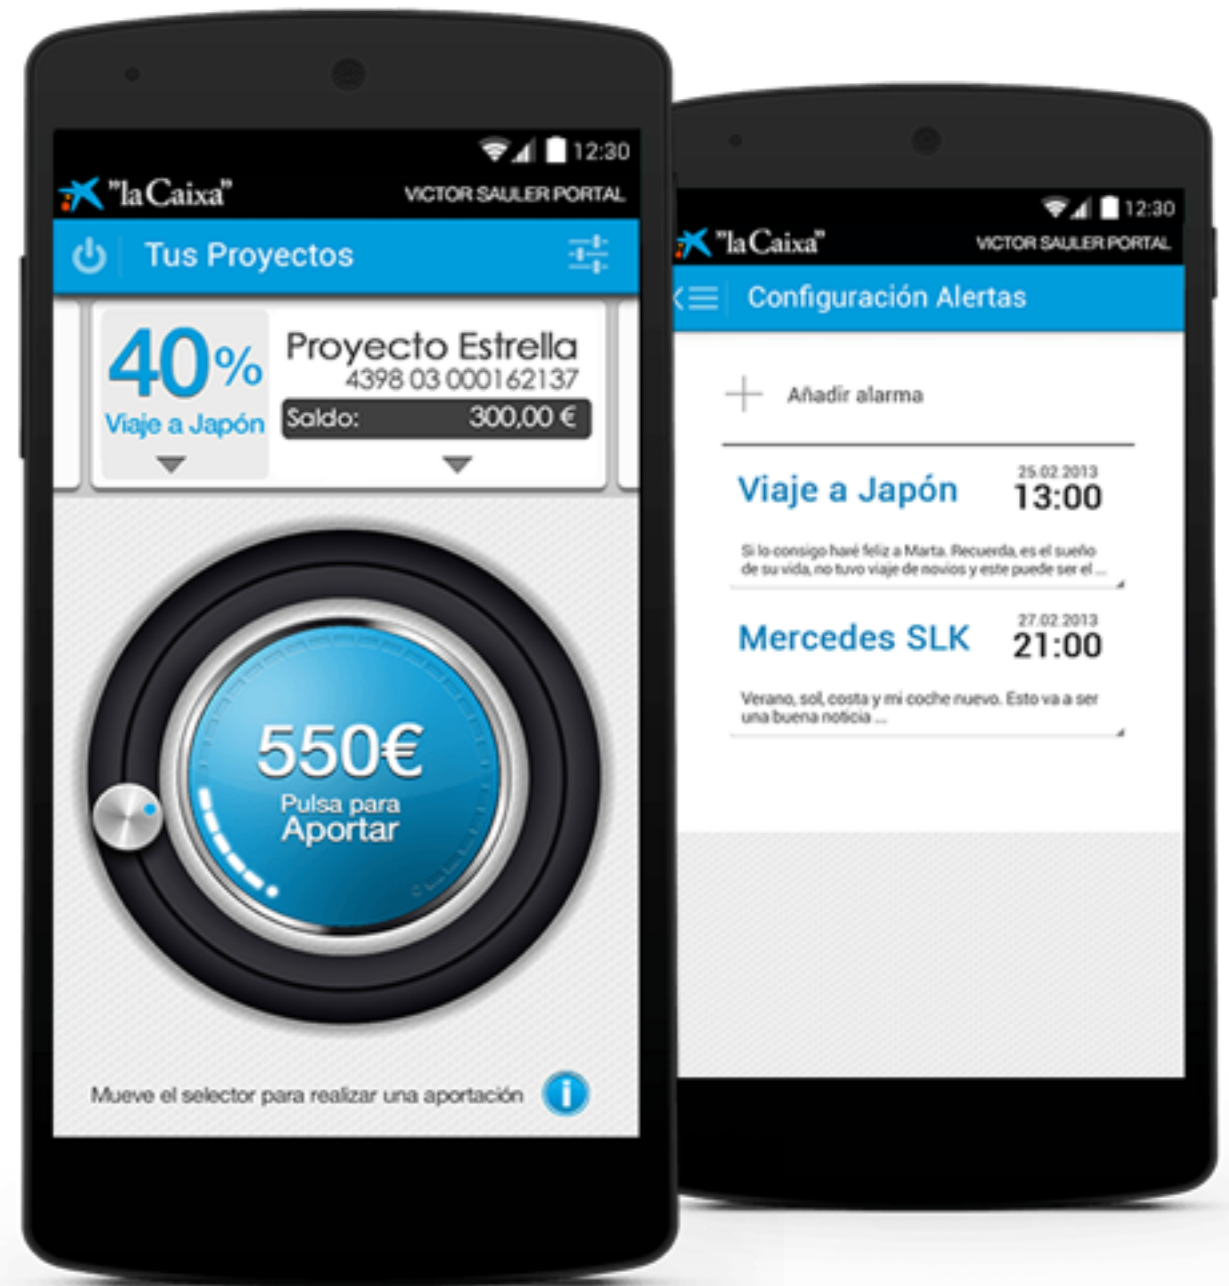 12:30
"la Caixa"
VICTOR SAULER PORTAL
Tus Proyectos
40%
Viaje a Japón
Proyecto Estrella
4398 03 000162137
Saldo: 300,00 €
550€
Pulsa para
Aportar
Mueve el selector para realizar una aportación
i
12:30
"la Caixa"
VICTOR SAULER PORTAL
Configuración Alertas
Añadir alarma
Viaje a Japón
25.02.2013
13:00
Si lo consigo haré feliz a Marta. Recuerda, es el sueño
de su vida, no tuvo viaje de novios y este puede ser el ...
Mercedes SLK
27.02.2013
21:00
Verano, sol, costa y mi coche nuevo. Esto va a ser
una buena noticia ...